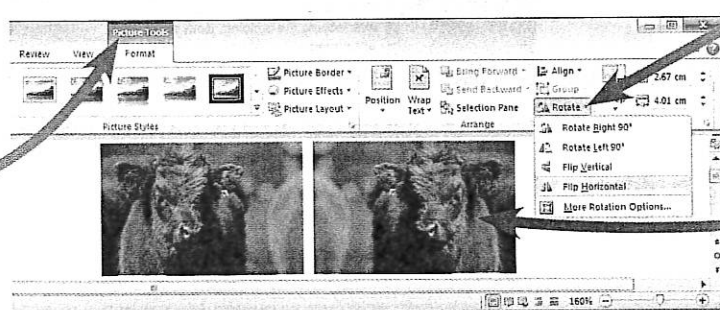 Picture Tools
Review View Format
Picture Border
Picture Effects
Picture Layout
Picture Styles
Position
Wrap Text
Bring Forward
Send Backward
Selection Pane
Align
Group
Rotate
Arrange
2.67 cm
4.01 cm
Rotate Right 90°
Rotate Left 90°
Flip Vertical
Flip Horizontal
More Rotation Options...
160%